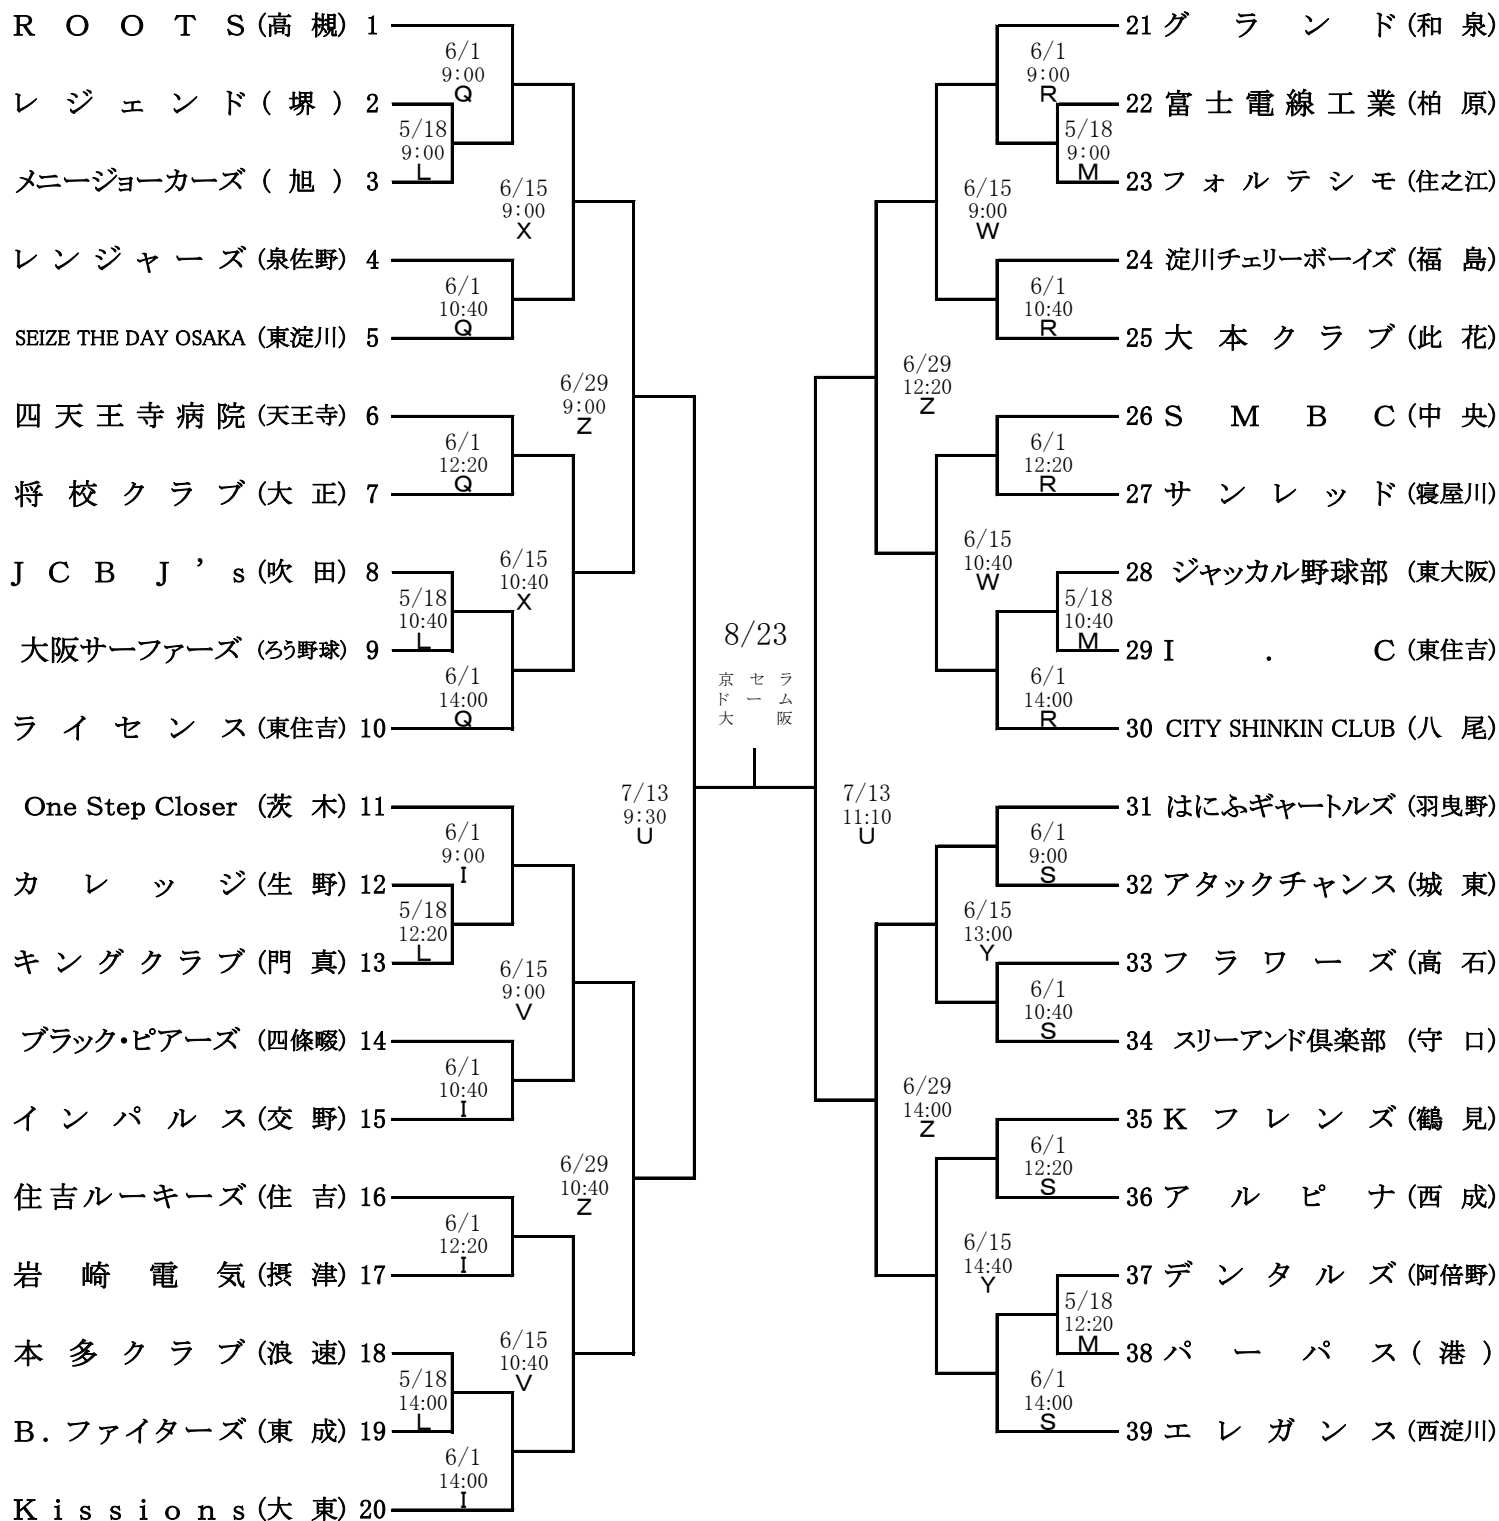 ROOTS (高槻) 1
6/1
9:00
Q
レジェンド (堺) 2
5/18
9:00
L
メニージョーカーズ (旭) 3
6/15
9:00
X
レンジャーズ (泉佐野) 4
6/1
10:40
Q
SEIZE THE DAY OSAKA (東淀川) 5
6/29
9:00
Z
四天王寺病院 (天王寺) 6
6/1
12:20
Q
将校クラブ (大正) 7
6/15
10:40
X
JCB J’s (吹田) 8
5/18
10:40
L
大阪サーファーズ (ろう野球) 9
6/1
14:00
Q
ライセンス (東住吉) 10
7/13
9:30
U
One Step Closer (茨木) 11
6/1
9:00
I
カレッジ (生野) 12
5/18
12:20
L
キングクラブ (門真) 13
6/15
9:00
V
ブラック・ピアーズ (四條畷) 14
6/1
10:40
I
インパルス (交野) 15
6/29
10:40
Z
住吉ルーキーズ (住吉) 16
6/1
12:20
I
岩崎電気 (摂津) 17
6/15
10:40
V
本多クラブ (浪速) 18
5/18
14:00
L
B.ファイターズ (東成) 19
6/1
14:00
I
Kissions (大東) 20
8/23
京セラ
ドーム
大阪
21 グランド (和泉)
6/1
9:00
R
22 富士電線工業 (柏原)
5/18
9:00
M
23 フォルテシモ (住之江)
6/15
9:00
W
24 淀川チェリーボーイズ (福島)
6/1
10:40
R
25 大本クラブ (此花)
6/29
12:20
Z
26 SMBC (中央)
6/1
12:20
R
27 サンレッド (寝屋川)
6/15
10:40
W
28 ジャッカル野球部 (東大阪)
5/18
10:40
M
29 I.C (東住吉)
6/1
14:00
R
30 CITY SHINKIN CLUB (八尾)
7/13
11:10
U
31 はにふギャートルズ (羽曳野)
6/1
9:00
S
32 アタックチャンス (城東)
6/15
13:00
Y
33 フラワーズ (高石)
6/1
10:40
S
34 スリーアンド倶楽部 (守口)
6/29
14:00
Z
35 Kフレンズ (鶴見)
6/1
12:20
S
36 アルピナ (西成)
6/15
14:40
Y
37 デンタルズ (阿倍野)
5/18
12:20
M
38 パーパス (港)
6/1
14:00
S
39 エレガンス (西淀川)